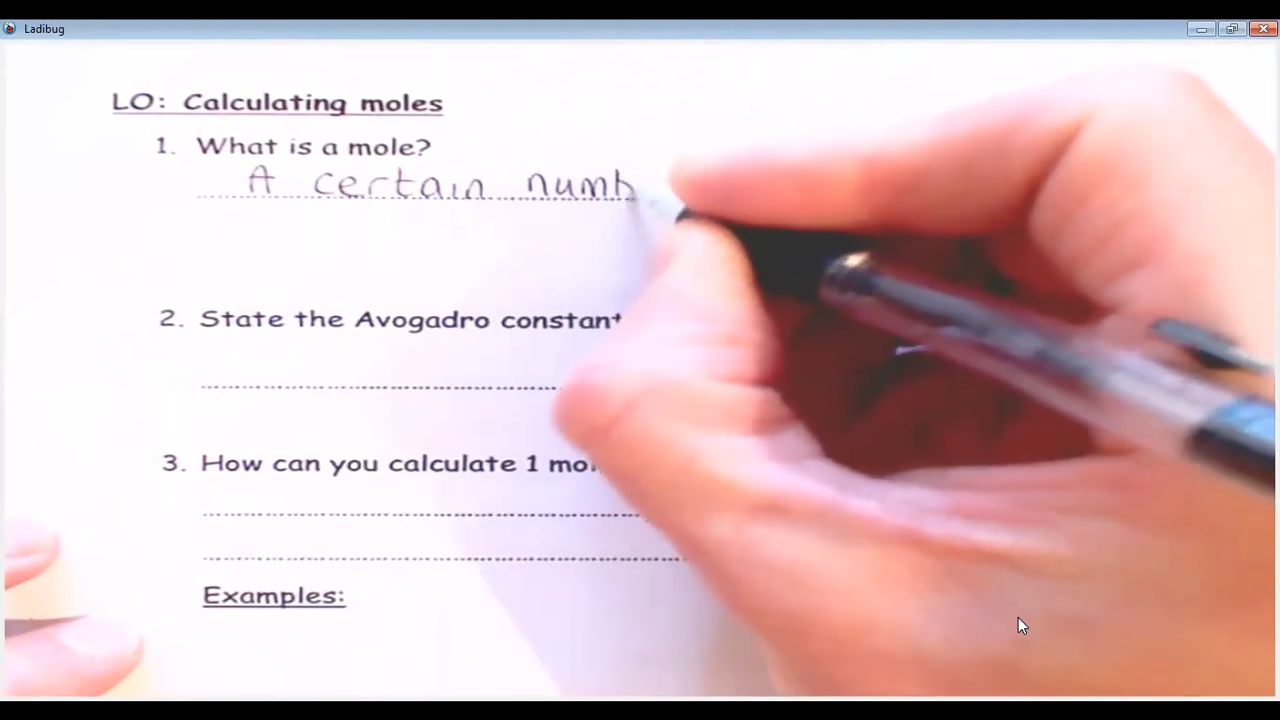 Ladibug
LO: Calculating moles
1. What is a mole?
A certain numb
2. State the Avogadro constant
3. How can you calculate 1 mo
Examples: